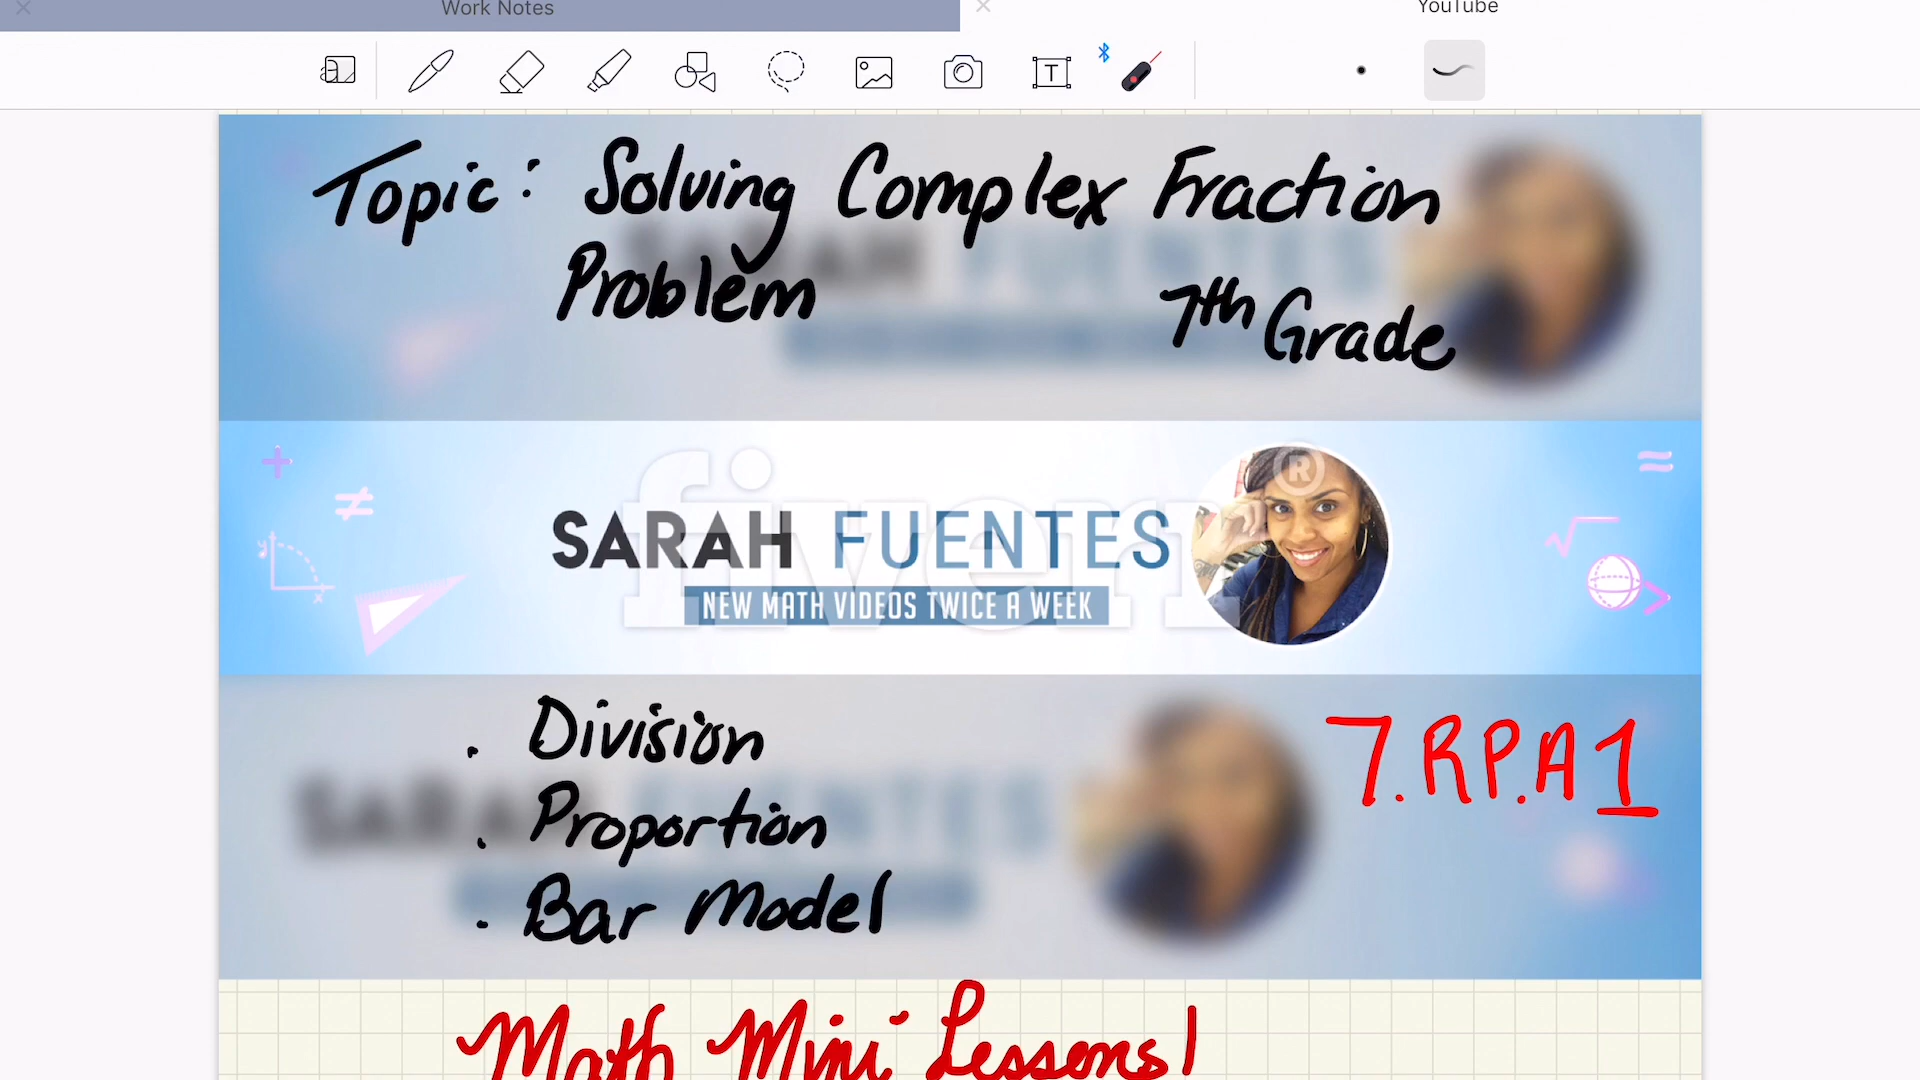 Work Notes
YouTube
T
Topic: Solving Complex Fraction
Problem
7th Grade
fiverr®
SARAH FUENTES
NEW MATH VIDEOS TWICE A WEEK
. Division
. Proportion
. Bar Model
7.RP.A1
Math Mini Lessons!